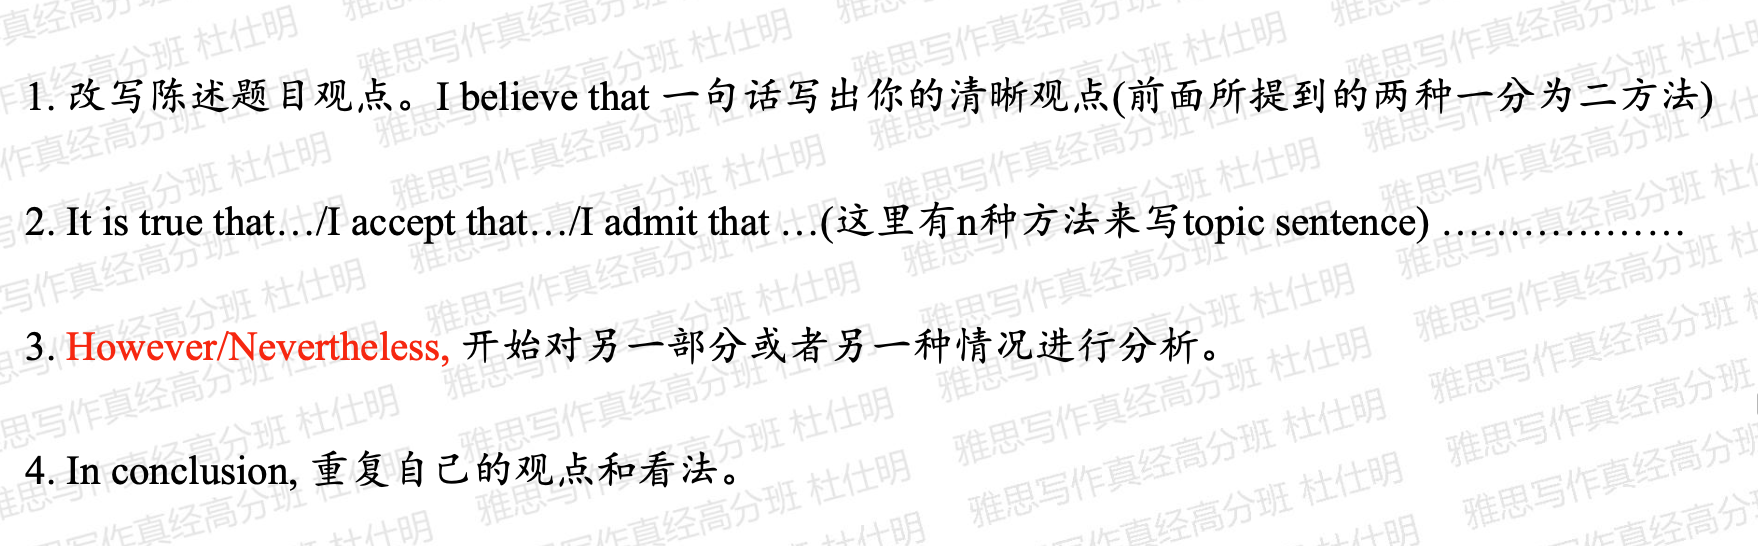 1. 改写陈述题目观点。I believe that 一句话写出你的清晰观点(前面所提到的两种一分为二方法)
2. It is true that…/I accept that…/I admit that …(这里有n种方法来写topic sentence) ………………
3. However/Nevertheless, 开始对另一部分或者另一种情况进行分析。
4. In conclusion, 重复自己的观点和看法。
雅思写作真经高分班 杜仕明